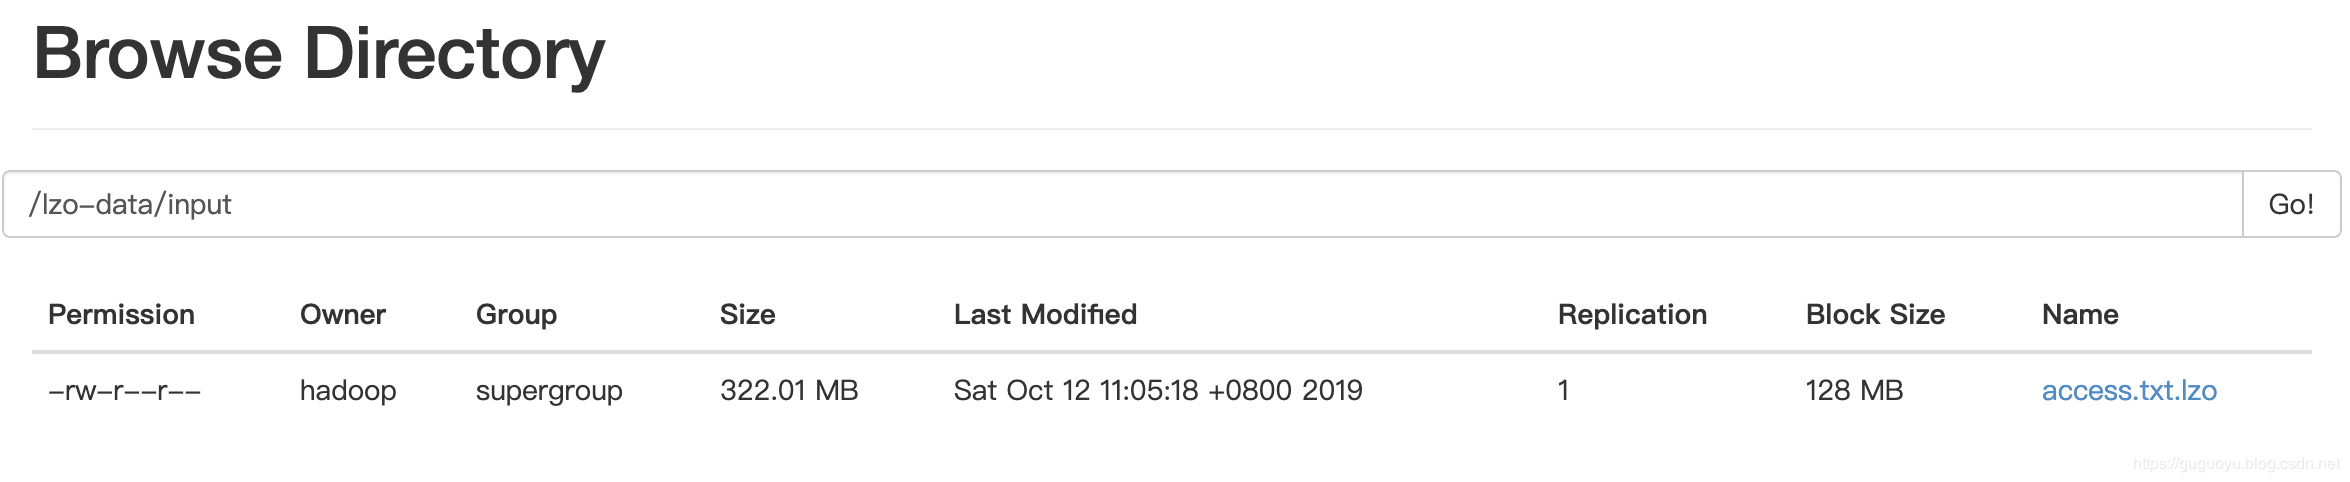 Browse Directory
/lzo-data/input Go!
Permission Owner Group Size Last Modified Replication Block Size Name
-rw-r--r-- hadoop supergroup 322.01 MB Sat Oct 12 11:05:18 +0800 2019 1 128 MB access.txt.lzo
https://guguoyu.blog.csdn.net